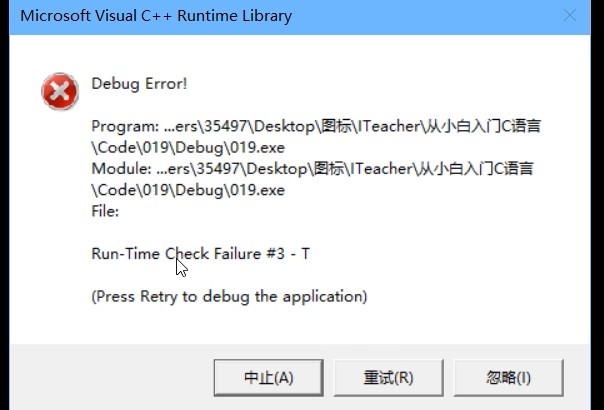 Microsoft Visual C++ Runtime Library
Debug Error!
Program: ...ers\35497\Desktop\图标\ITeacher\从小白入门C语言
\Code\019\Debug\019.exe
Module: ...ers\35497\Desktop\图标\ITeacher\从小白入门C语言
\Code\019\Debug\019.exe
File:
Run-Time Check Failure #3 - T
(Press Retry to debug the application)
中止(A)
重试(R)
忽略(I)